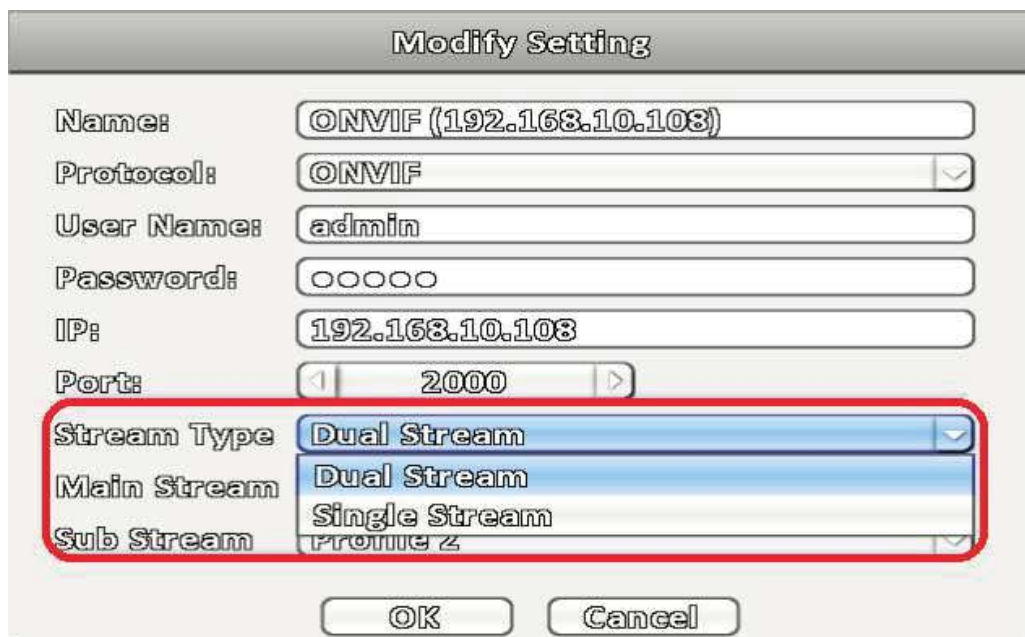 Modify Setting
Name: ONVIF (192.168.10.108)
Protocol: ONVIF
User Name: admin
Password: ooooo
IP: 192.168.10.108
Port: 2000
Stream Type Dual Stream
Dual Stream
Main Stream
Single Stream
Sub Stream Profile 2
OK Cancel